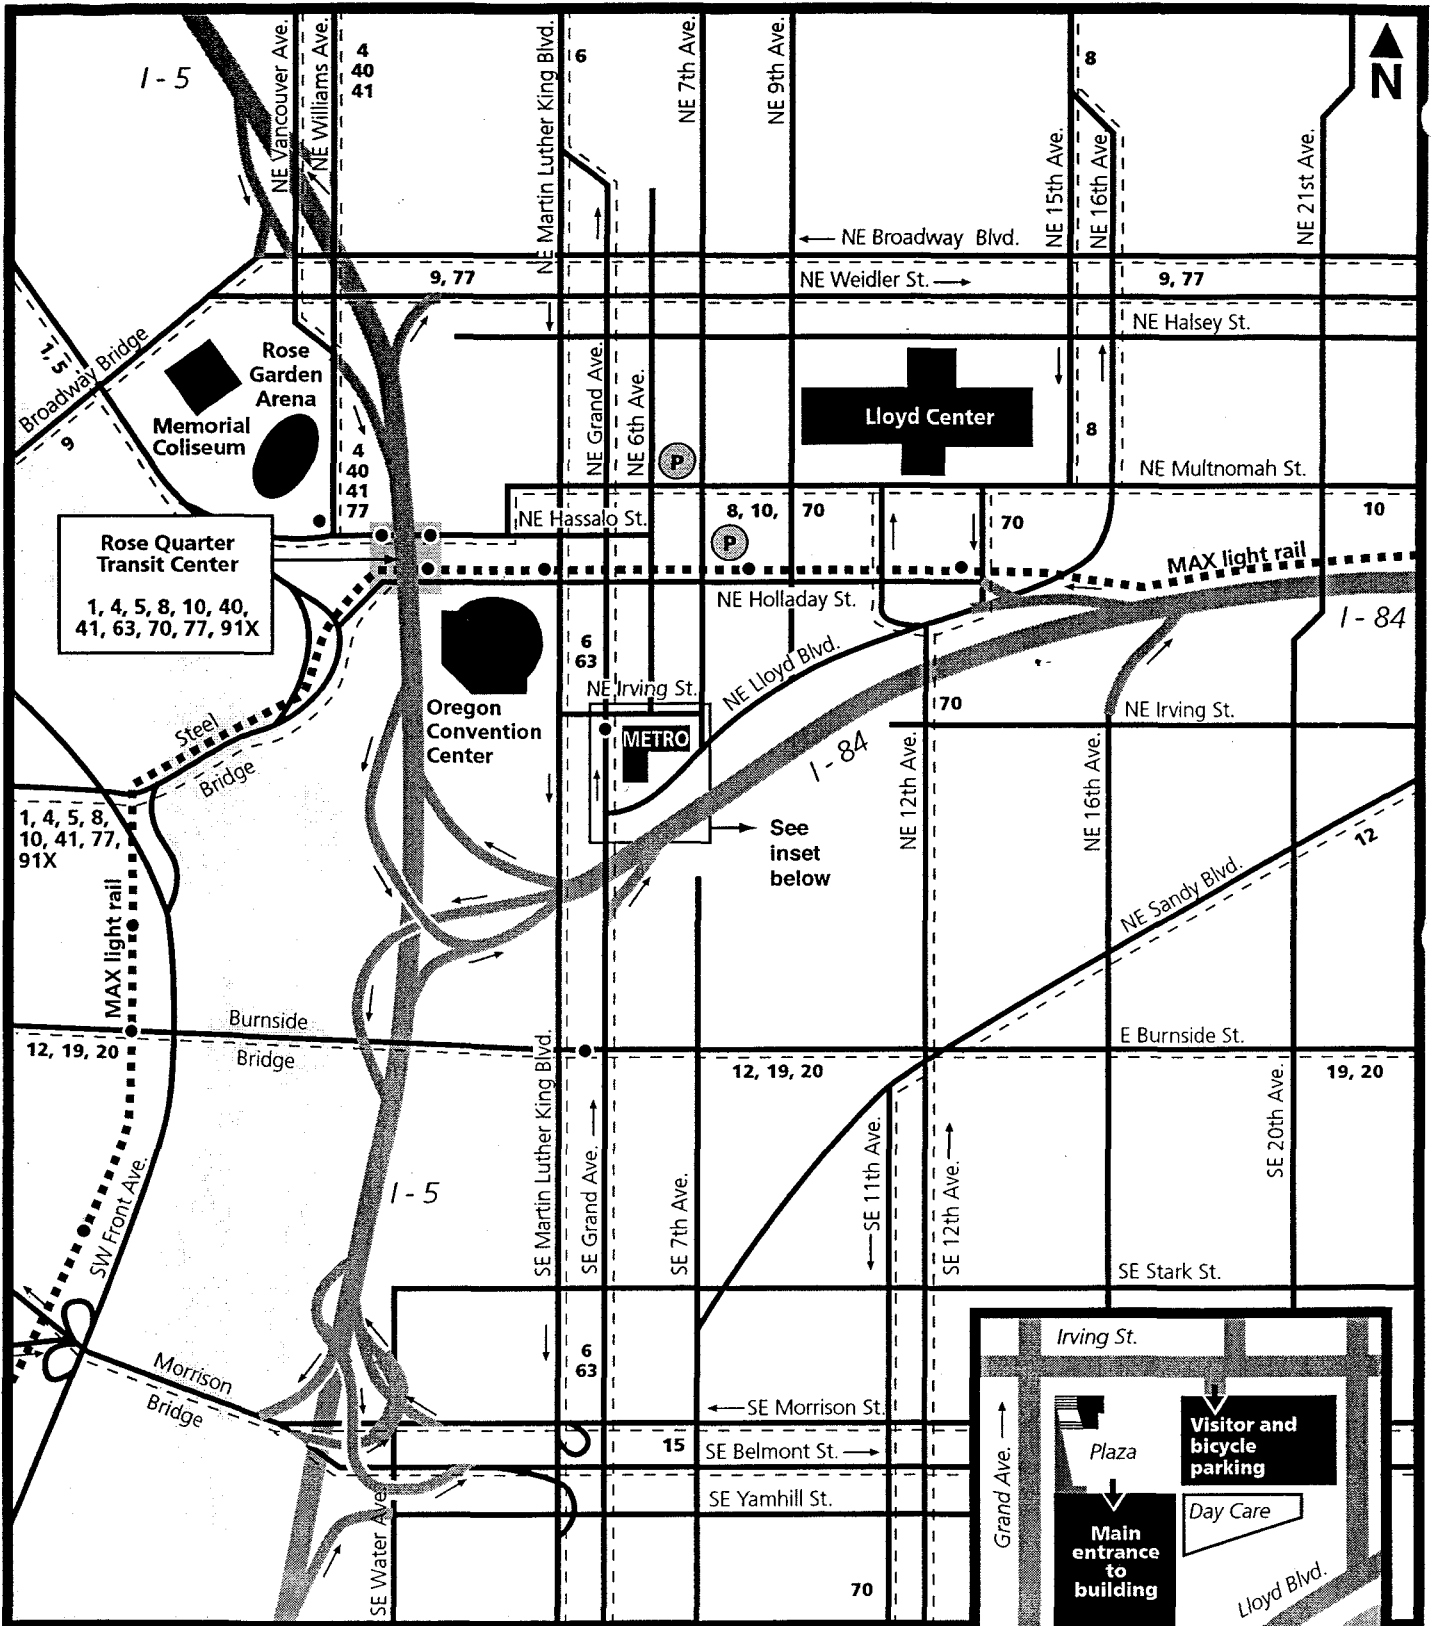 I - 5
NE Vancouver Ave.
NE Williams Ave.
4
40
41
NE Martin Luther King Blvd.
6
NE 7th Ave.
NE 9th Ave.
8
NE 15th Ave.
NE 16th Ave.
NE 21st Ave.
N
NE Broadway Blvd.
9, 77
NE Weidler St.
9, 77
NE Halsey St.
1, 5
Broadway Bridge
9
Rose
Garden
Arena
Memorial
Coliseum
4
40
41
77
NE Grand Ave.
NE 6th Ave.
P
Lloyd Center
8
NE Multnomah St.
NE Hassalo St.
8, 10,
70
P
70
10
MAX light rail
Rose Quarter
Transit Center
1, 4, 5, 8, 10, 40,
41, 63, 70, 77, 91X
NE Holladay St.
I - 84
6
63
NE Lloyd Blvd.
NE Irving St.
METRO
Oregon
Convention
Center
Steel
Bridge
70
NE Irving St.
I - 84
NE 12th Ave.
NE 16th Ave.
1, 4, 5, 8,
10, 41, 77,
91X
See
inset
below
12
NE Sandy Blvd.
MAX light rail
Burnside
Bridge
12, 19, 20
SE Martin Luther King Blvd.
12, 19, 20
E Burnside St.
19, 20
SE Grand Ave.
SE 7th Ave.
SE 11th Ave.
SE 12th Ave.
SE 20th Ave.
SW Front Ave.
I - 5
SE Stark St.
6
63
Morrison
Bridge
SE Morrison St.
15
SE Belmont St.
SE Yamhill St.
SE Water Ave.
70
Irving St.
Grand Ave.
Plaza
Visitor and
bicycle
parking
Day Care
Main
entrance
to
building
Lloyd Blvd.